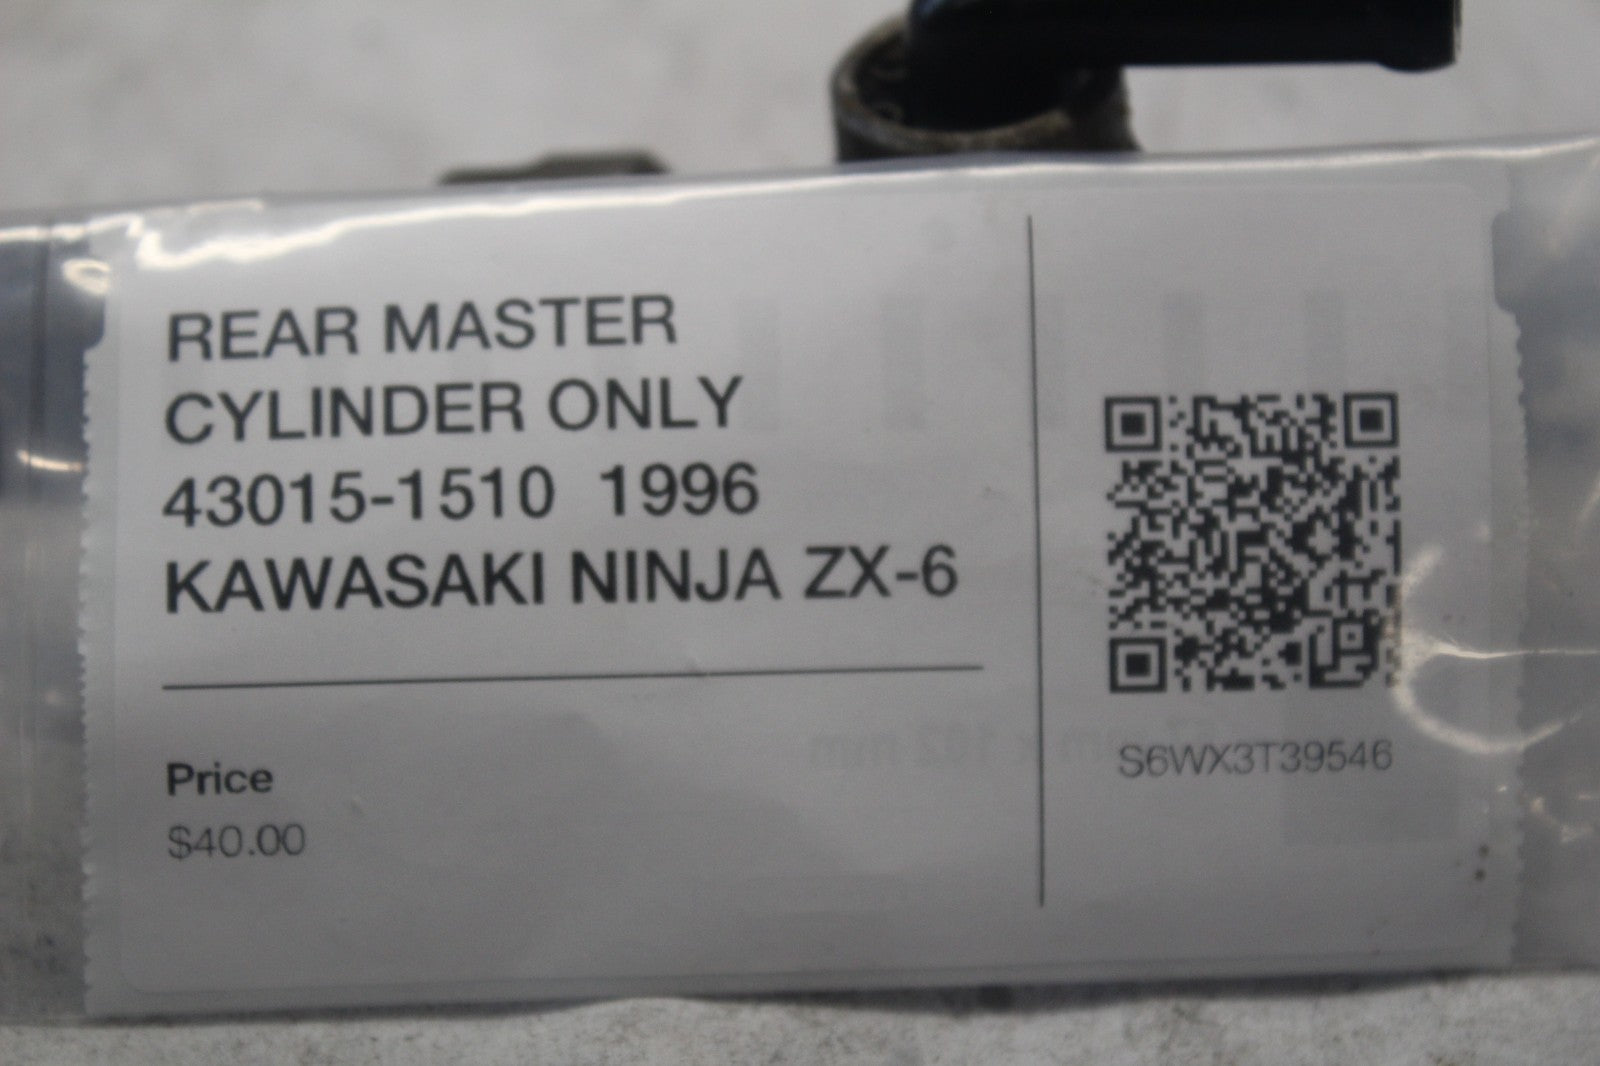 REAR MASTER
CYLINDER ONLY
43015-1510 1996
KAWASAKI NINJA ZX-6
Price
$40.00
S6WX3T39546